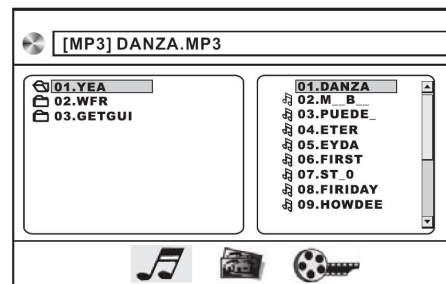 [MP3] DANZA.MP3
01.YEA
02.WFR
03.GETGUI
01.DANZA
02.M__B__
03.PUEDE_
04.ETER
05.EYDA
06.FIRST
07.ST_0
08.FIRIDAY
09.HOWDEE